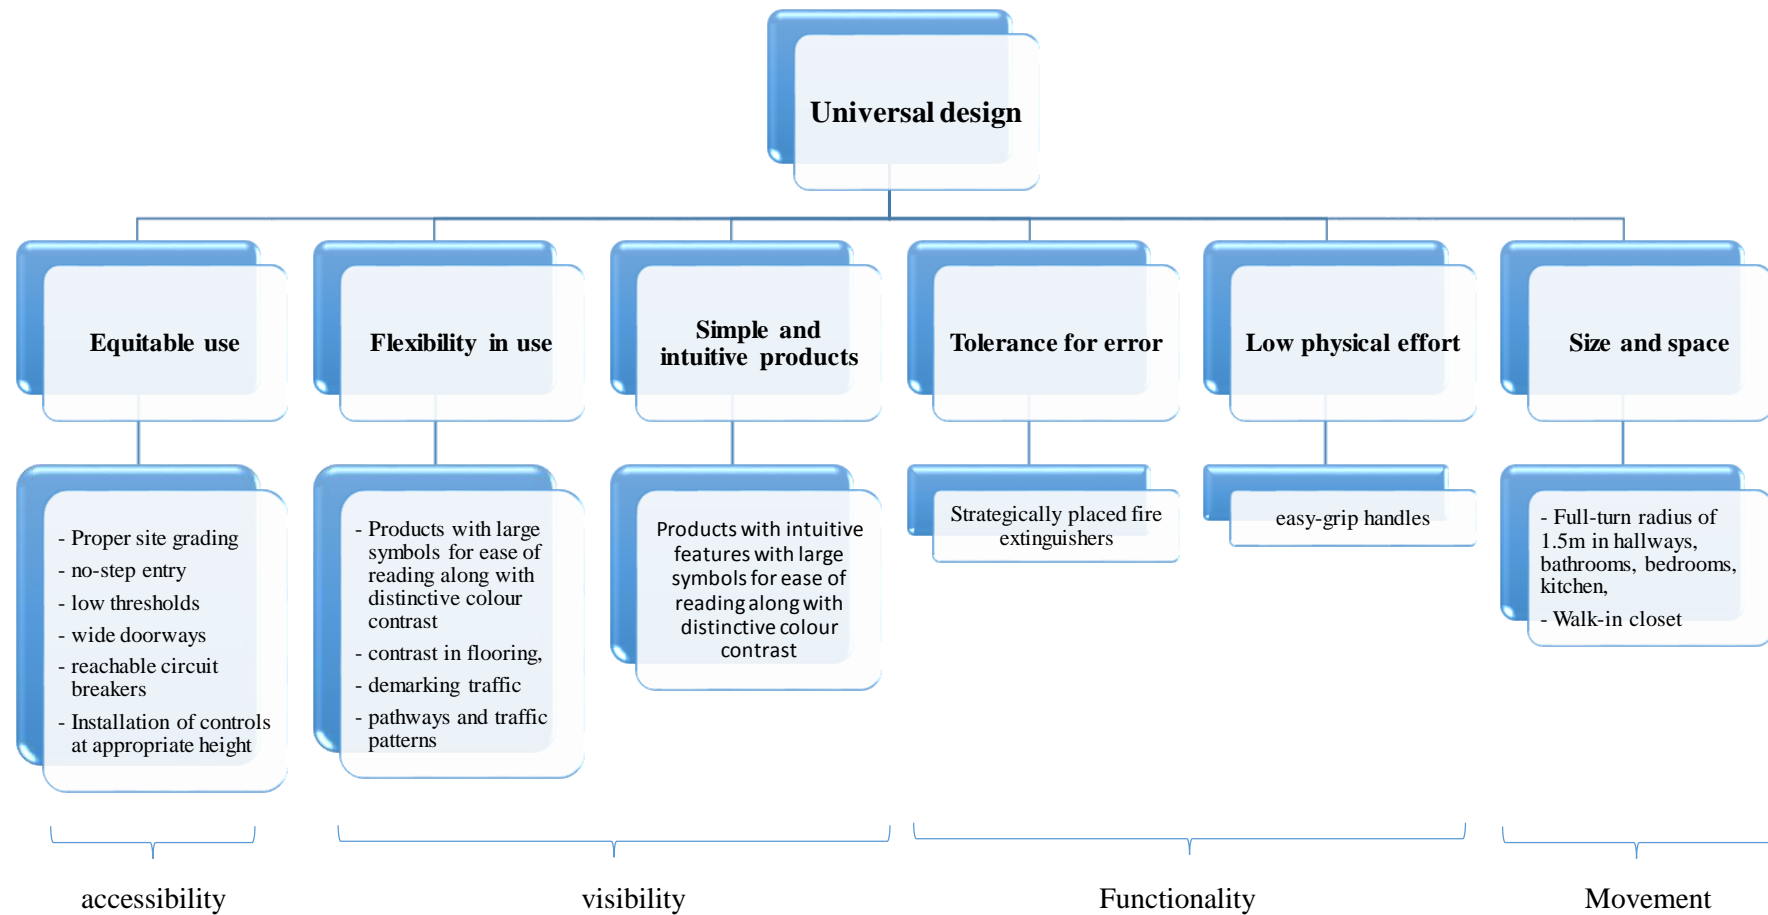 Universal design
Equitable use
Flexibility in use
Simple and
intuitive products
Tolerance for error
Low physical effort
Size and space
- Proper site grading
- no-step entry
- low thresholds
- wide doorways
- reachable circuit
breakers
- Installation of controls
at appropriate height
- Products with large
symbols for ease of
reading along with
distinctive colour
contrast
- contrast in flooring,
- demarking traffic
- pathways and traffic
patterns
Products with intuitive
features with large
symbols for ease of
reading along with
distinctive colour
contrast
Strategically placed fire
extinguishers
easy-grip handles
- Full-turn radius of
1.5m in hallways,
bathrooms, bedrooms,
kitchen,
- Walk-in closet
accessibility
visibility
Functionality
Movement